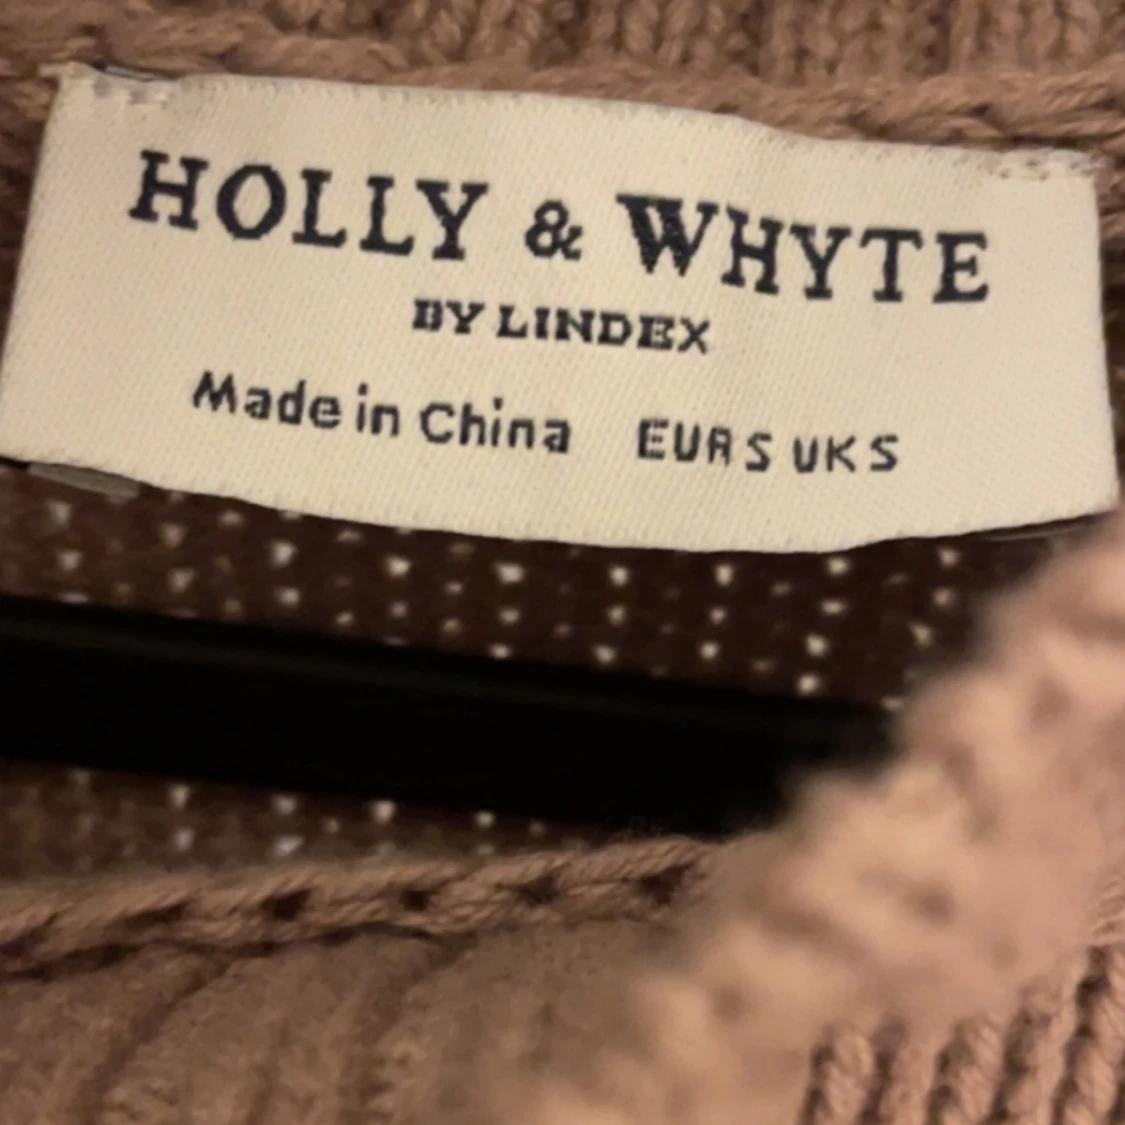 HOLLY & WHYTE
BY LINDEX
Made in China EUR S UK S